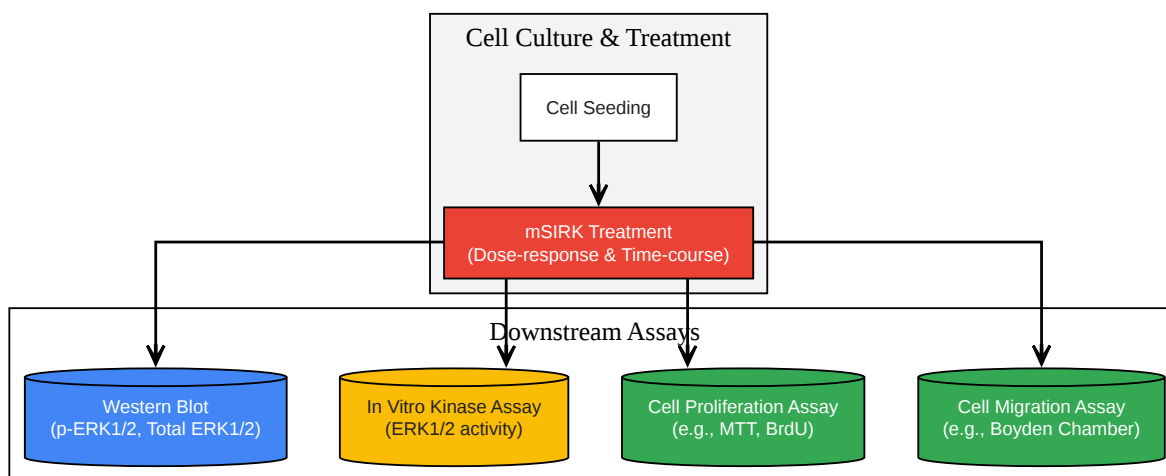 Cell Culture & Treatment
Cell Seeding
mSIRK Treatment
(Dose-response & Time-course)
Downstream Assays
Western Blot
(p-ERK1/2, Total ERK1/2)
In Vitro Kinase Assay
(ERK1/2 activity)
Cell Proliferation Assay
(e.g., MTT, BrdU)
Cell Migration Assay
(e.g., Boyden Chamber)